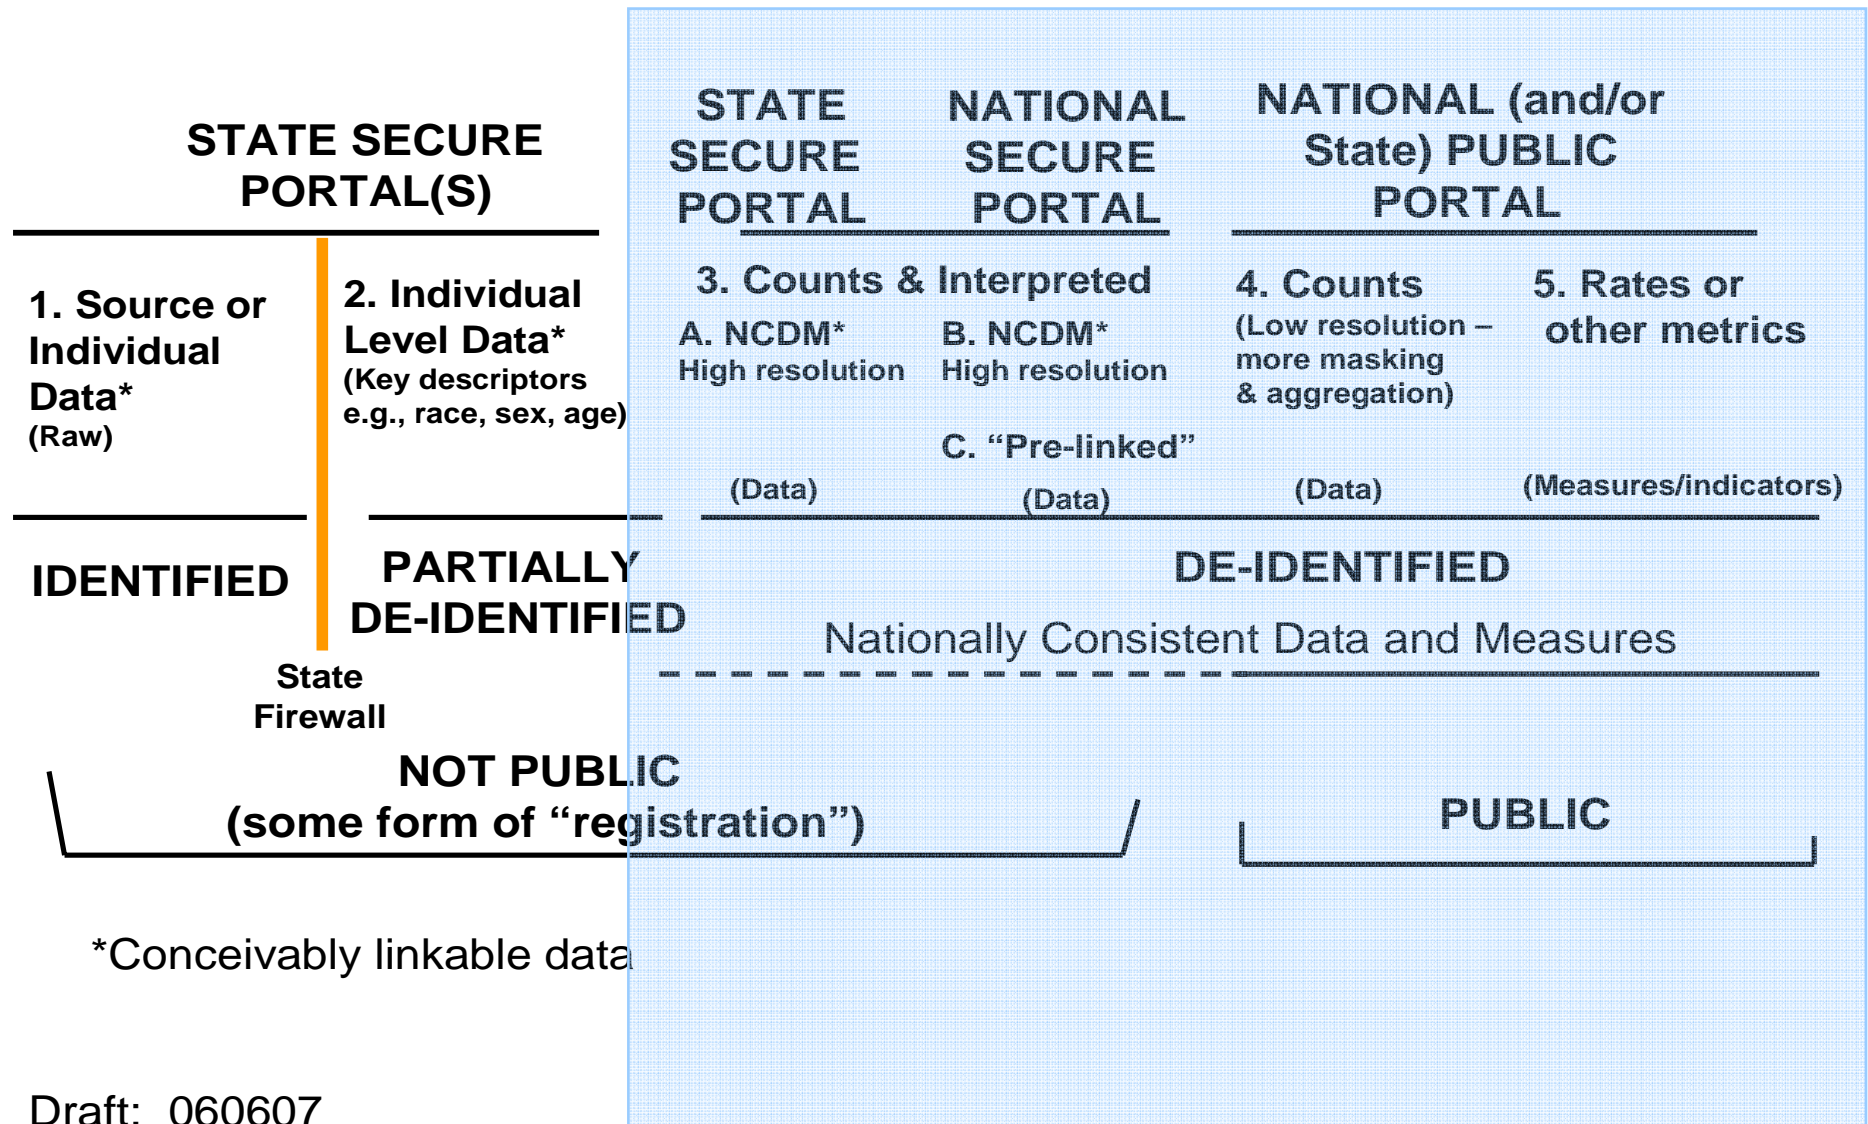 STATE SECURE
PORTAL(S)
STATE
SECURE
PORTAL
NATIONAL
SECURE
PORTAL
NATIONAL (and/or
State) PUBLIC
PORTAL
1. Source or
Individual
Data*
(Raw)
2. Individual
Level Data*
(Key descriptors
e.g., race, sex, age)
3. Counts & Interpreted
A. NCDM*
High resolution
B. NCDM*
High resolution
C. “Pre-linked”
(Data)
(Data)
4. Counts
(Low resolution –
more masking
& aggregation)
(Data)
5. Rates or
other metrics
(Measures/indicators)
IDENTIFIED
PARTIALLY
DE-IDENTIFIED
DE-IDENTIFIED
Nationally Consistent Data and Measures
State
Firewall
NOT PUBLIC
(some form of “registration”)
PUBLIC
*Conceivably linkable data
Draft: 060607